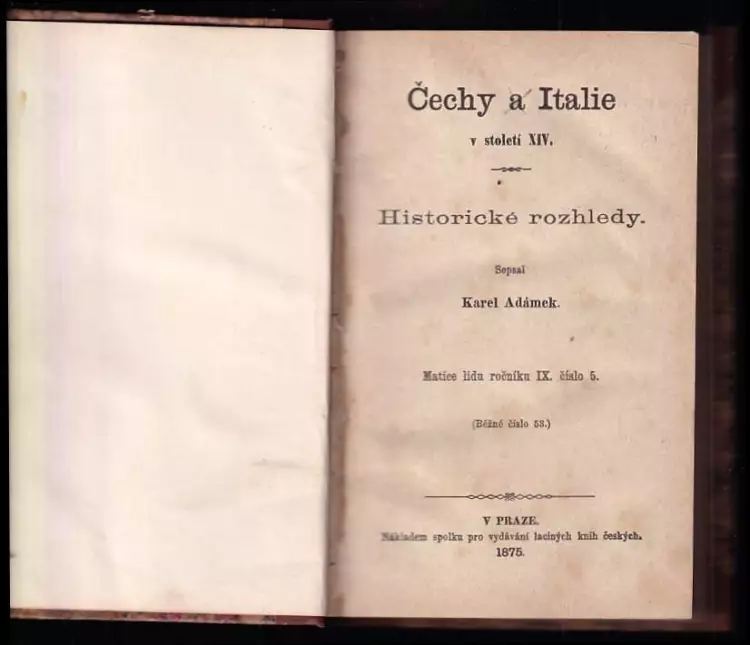 Čechy a Italie
v století XIV.
Historické rozhledy.
Sepsal
Karel Adámek.
Matice lidu ročníku IX. číslo 5.
(Běžné číslo 53.)
V PRAZE.
Nákladem spolku pro vydávání laciných knih českých.
1875.